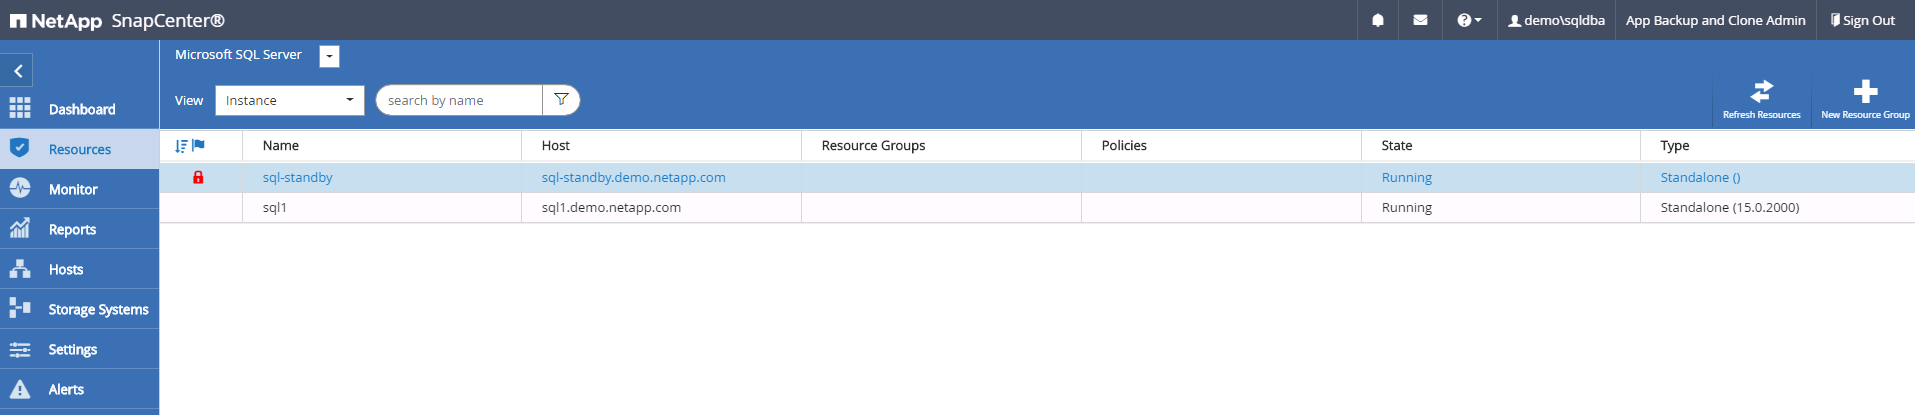 NetApp SnapCenter®
demo\sqldba
App Backup and Clone Admin
Sign Out
Microsoft SQL Server
View
Instance
search by name
Refresh Resources
New Resource Group
Dashboard
Resources
Monitor
Reports
Hosts
Storage Systems
Settings
Alerts
Name Host Resource Groups Policies State Type
sql-standby sql-standby.demo.netapp.com Running Standalone ()
sql1 sql1.demo.netapp.com Running Standalone (15.0.2000)